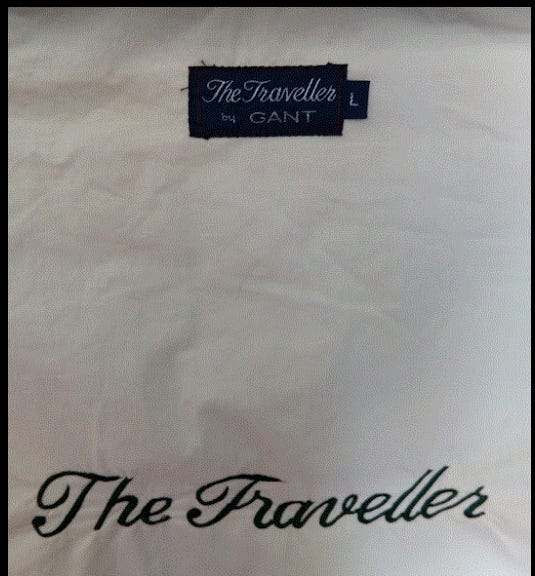 The Traveller
by GANT
L
The Traveller